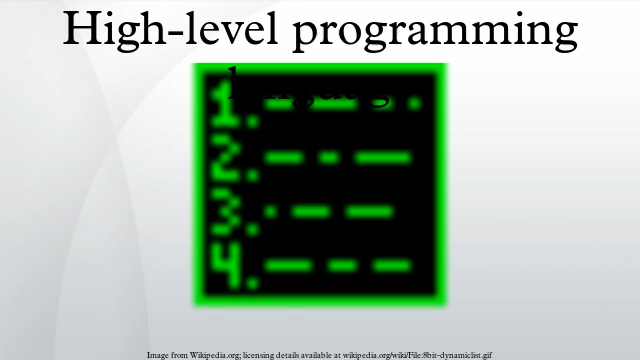 High-level programming
language
1.
2.
3.
4.
Image from Wikipedia.org; licensing details available at wikipedia.org/wiki/File:8bit-dynamiclist.gif